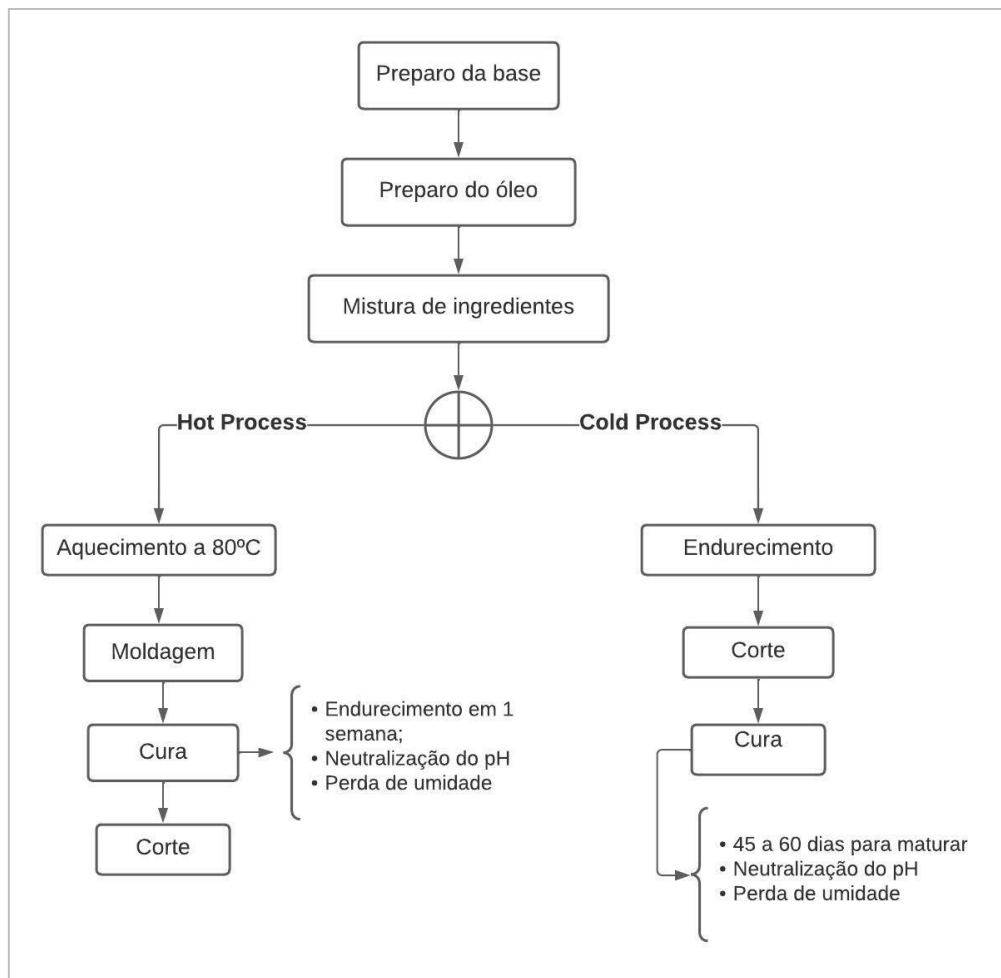 Preparo da base
Preparo do óleo
Mistura de ingredientes
Hot Process
Cold Process
Aquecimento a 80ºC
Moldagem
Cura
• Endurecimento em 1
semana;
• Neutralização do pH
• Perda de umidade
Corte
Endurecimento
Corte
Cura
• 45 a 60 dias para maturar
• Neutralização do pH
• Perda de umidade